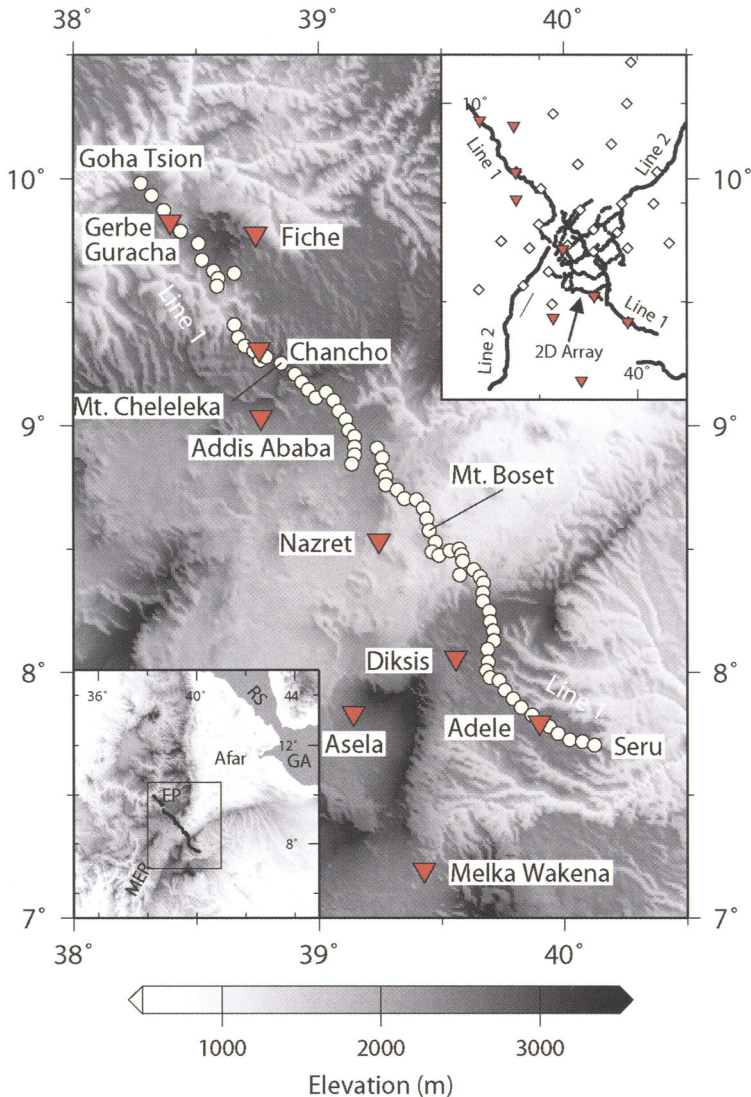 38°
39°
40°
10°
Line 1
Line 2
Line 2
Line 1
2D Array
40°
10°
10°
Goha Tsion
Gerbe
Guracha
Fiche
Line 1
Chancho
Mt. Cheleleka
9°
9°
Addis Ababa
Mt. Boset
Nazret
8°
8°
Diksis
Line 1
Adele
Seru
Asela
Melka Wakena
36°
40°
44°
RS
12°
Afar
GA
EP
8°
MER
7°
7°
38°
39°
40°
1000
2000
3000
Elevation (m)